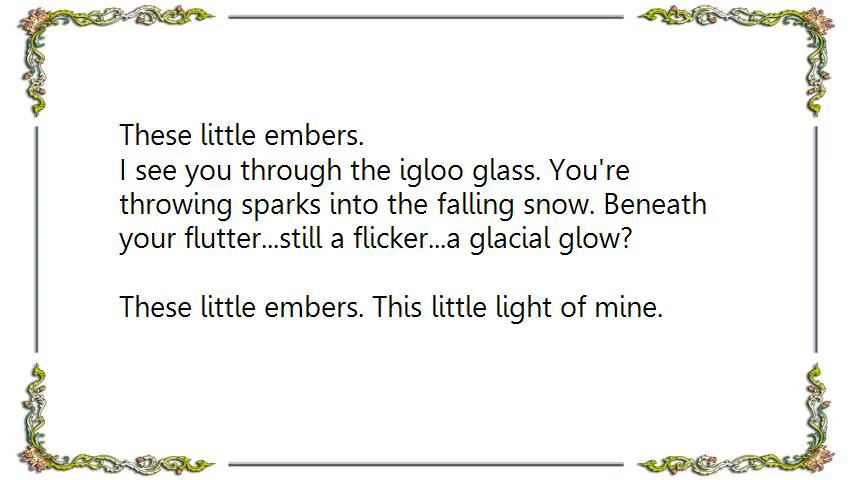 These little embers.
I see you through the igloo glass. You're
throwing sparks into the falling snow. Beneath
your flutter...still a flicker...a glacial glow?
These little embers. This little light of mine.